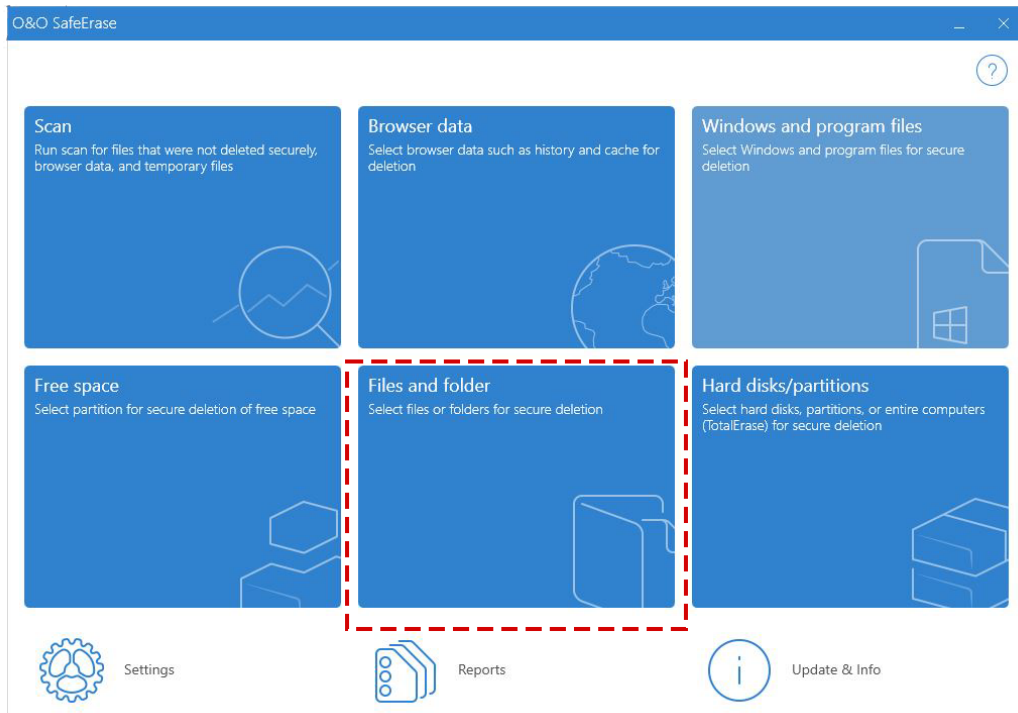 O&O SafeErase
?
Scan
Run scan for files that were not deleted securely,
browser data, and temporary files
Browser data
Select browser data such as history and cache for
deletion
Windows and program files
Select Windows and program files for secure
deletion
Free space
Select partition for secure deletion of free space
Files and folder
Select files or folders for secure deletion
Hard disks/partitions
Select hard disks, partitions, or entire computers
(TotalErase) for secure deletion
Settings
Reports
i
Update & Info